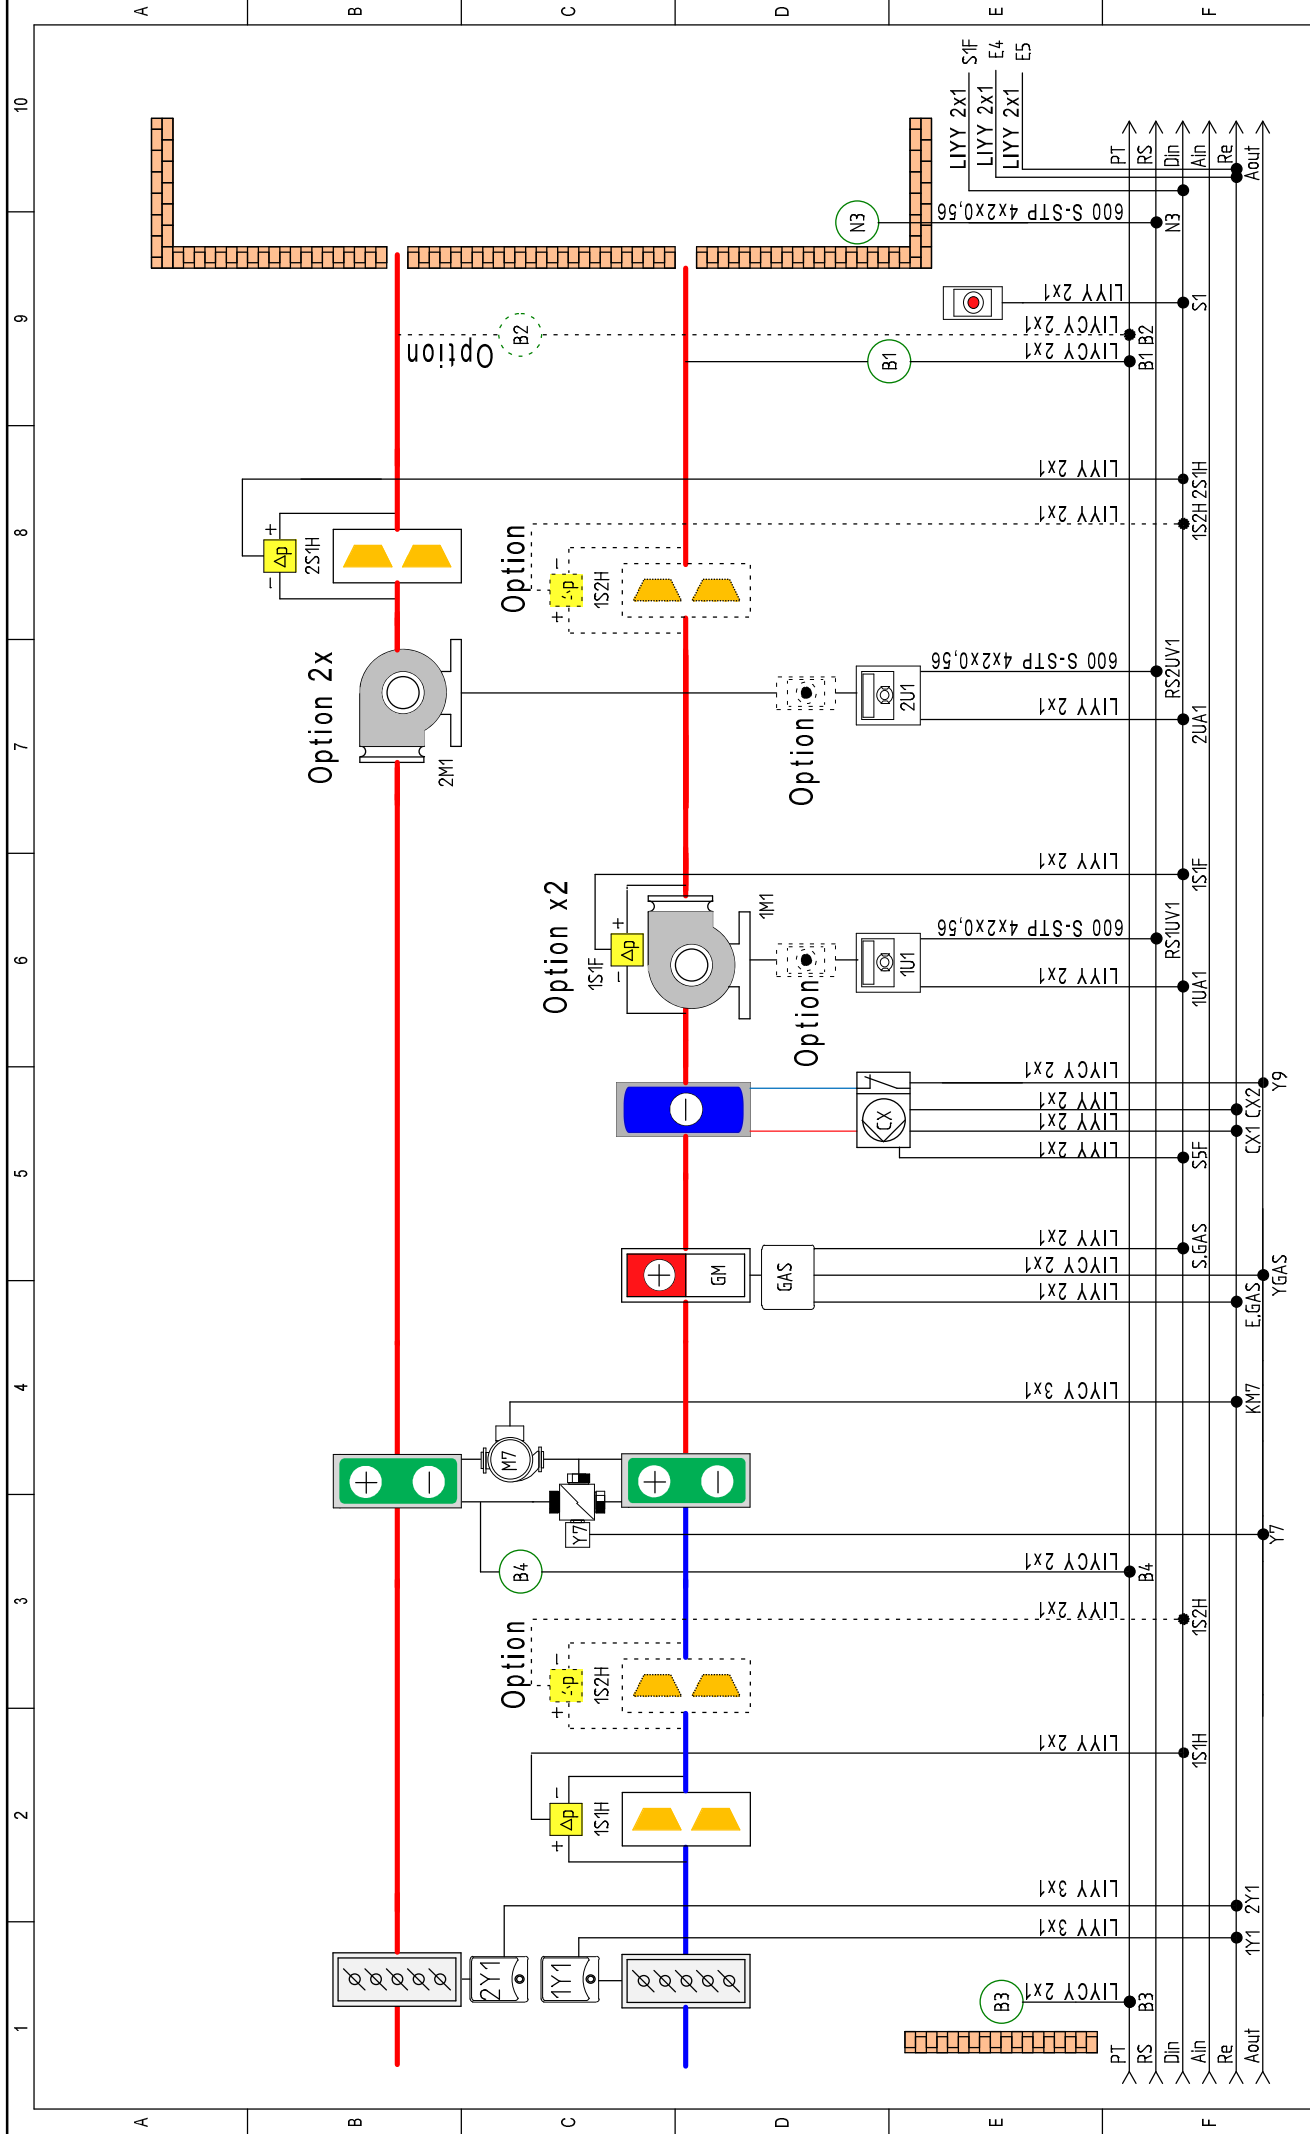 1 2 3 4 5 6 7 8 9 10
A
A
B
B
C
C
D
D
E
E
F
F
Option 2x
2M1
Δp
+
-
2S1H
2Y1
1Y1
Δp
+
-
1S1H
Option
Δp
+
-
1S2H
B4
Y7
M7
GM
GAS
CX
Option x2
1S1F
Δp
+
-
1M1
Option
1U1
Option
2U1
Option
Δp
+
-
1S2H
Option
B2
B1
N3
B3
LIYCY 2x1
LIYY 3x1
LIYY 3x1
LIYY 2x1
LIYY 2x1
LIYCY 2x1
LIYCY 3x1
LIYY 2x1
LIYCY 2x1
LIYY 2x1
LIYY 2x1
LIYY 2x1
LIYY 2x1
LIYCY 2x1
LIYY 2x1
600 S-STP 4x2x0,56
LIYY 2x1
LIYY 2x1
600 S-STP 4x2x0,56
LIYY 2x1
LIYY 2x1
LIYCY 2x1
LIYCY 2x1
LIYY 2x1
600 S-STP 4x2x0,56
LIYY 2x1
S1F
LIYY 2x1
E4
LIYY 2x1
E5
PT
PT
B3
B4
B1
B2
RS
RS
RS1UV1
RS2UV1
N3
Din
Din
1S1H
1S2H
S.GAS
S5F
1UA1
1S1F
2UA1
1S2H
2S1H
S1
Ain
Ain
Re
Re
1Y1
2Y1
KM7
E.GAS
CX1
CX2
Aout
Aout
Y7
YGAS
Y9